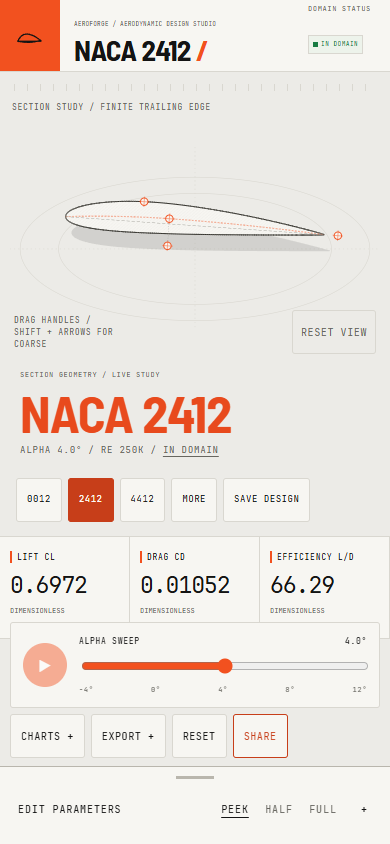 DOMAIN STATUS
AEROFORGE / AERODYNAMIC DESIGN STUDIO
NACA 2412 /
IN DOMAIN
SECTION STUDY / FINITE TRAILING EDGE
DRAG HANDLES /
SHIFT + ARROWS FOR
COARSE
RESET VIEW
SECTION GEOMETRY / LIVE STUDY
NACA 2412
ALPHA 4.0° / RE 250K / IN DOMAIN
0012 2412 4412 MORE SAVE DESIGN
LIFT CL DRAG CD EFFICIENCY L/D
0.6972 0.01052 66.29
DIMENSIONLESS DIMENSIONLESS DIMENSIONLESS
ALPHA SWEEP 4.0°
-4° 0° 4° 8° 12°
CHARTS + EXPORT + RESET SHARE
EDIT PARAMETERS PEEK HALF FULL +